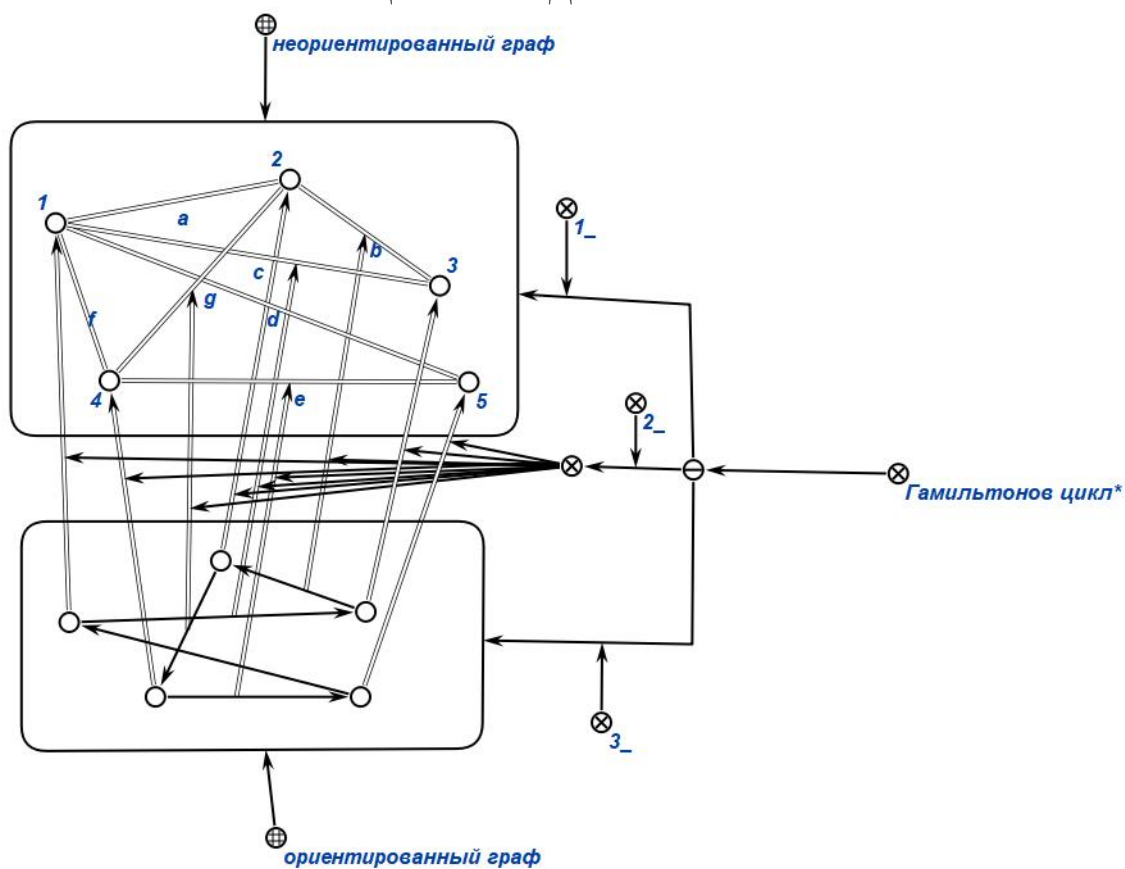 неориентированный граф
2
1
a
b
3
c
g
d
f
4
e
5
1_
2_
Гамильтонов цикл*
3_
ориентированный граф